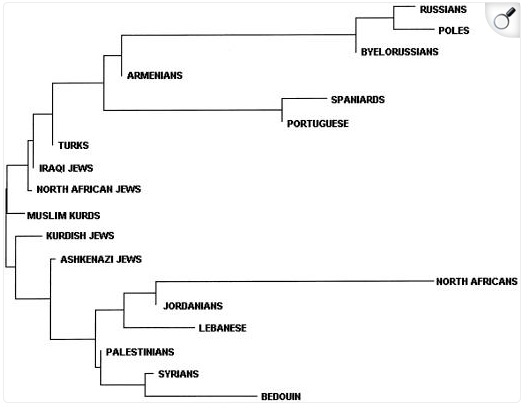 RUSSIANS
POLES
BYELORUSSIANS
ARMENIANS
SPANIARDS
PORTUGUESE
TURKS
IRAQI JEWS
NORTH AFRICAN JEWS
MUSLIM KURDS
KURDISH JEWS
ASHKENAZI JEWS
NORTH AFRICANS
JORDANIANS
LEBANESE
PALESTINIANS
SYRIANS
BEDOUIN